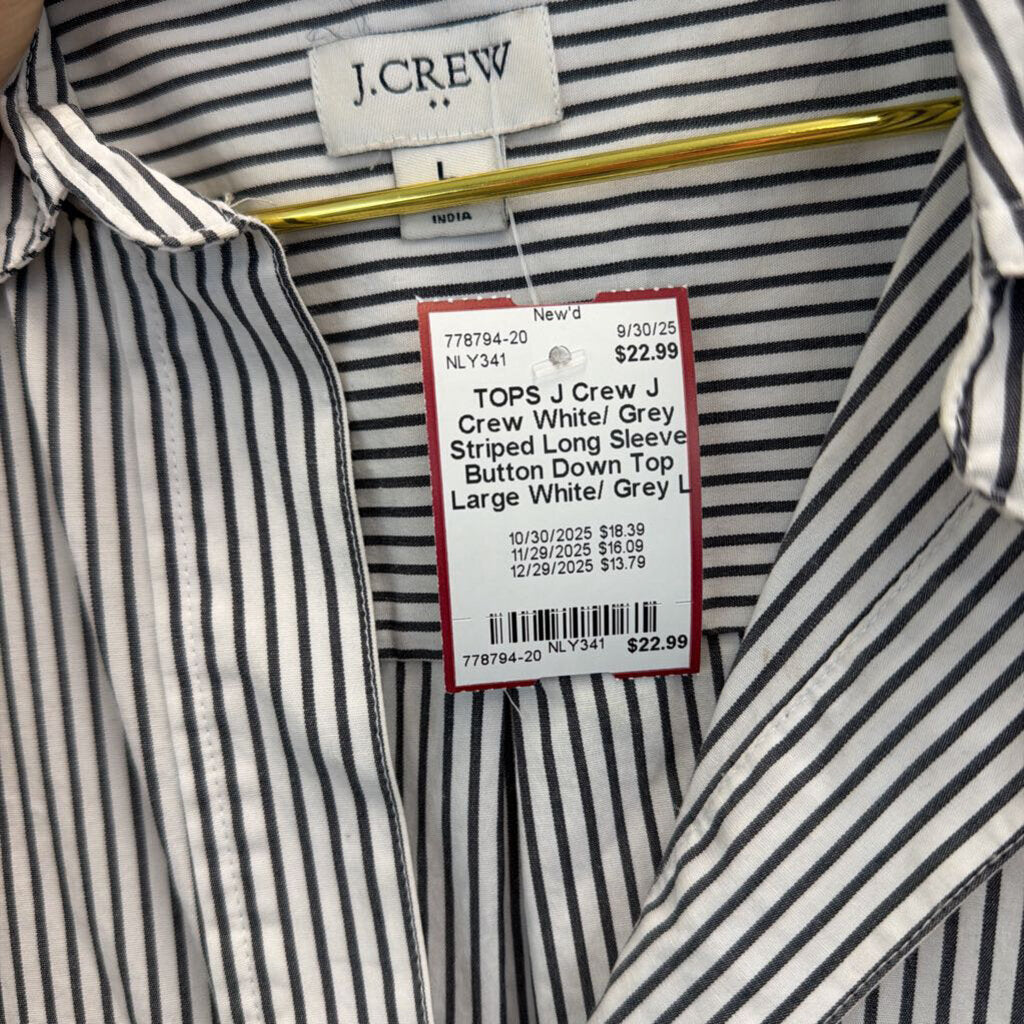 J.CREW
L
INDIA
New'd
778794-20 9/30/25
NLY341 $22.99
TOPS J Crew J
Crew White/ Grey
Striped Long Sleeve
Button Down Top
Large White/ Grey L
10/30/2025 $18.39
11/29/2025 $16.09
12/29/2025 $13.79
778794-20 NLY341 $22.99